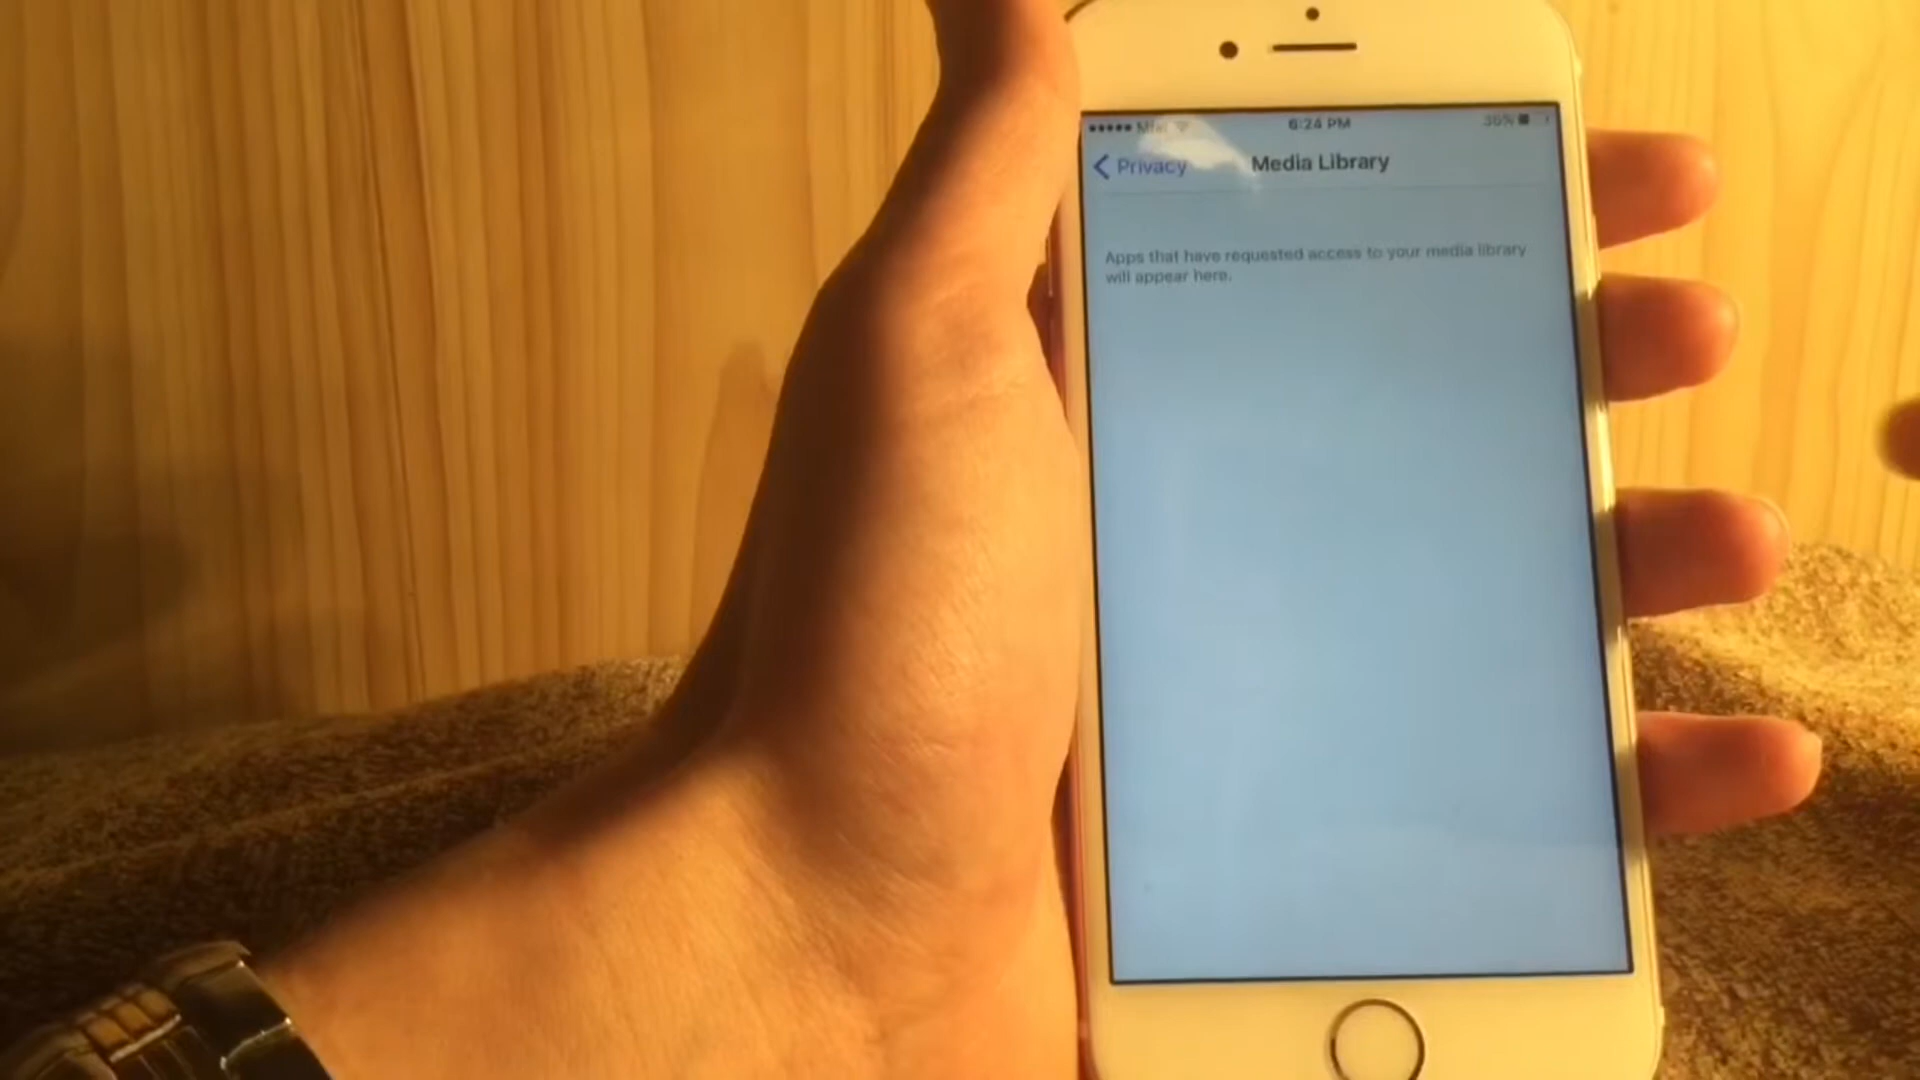 6:24 PM
Privacy
Media Library
Apps that have requested access to your media library
will appear here.